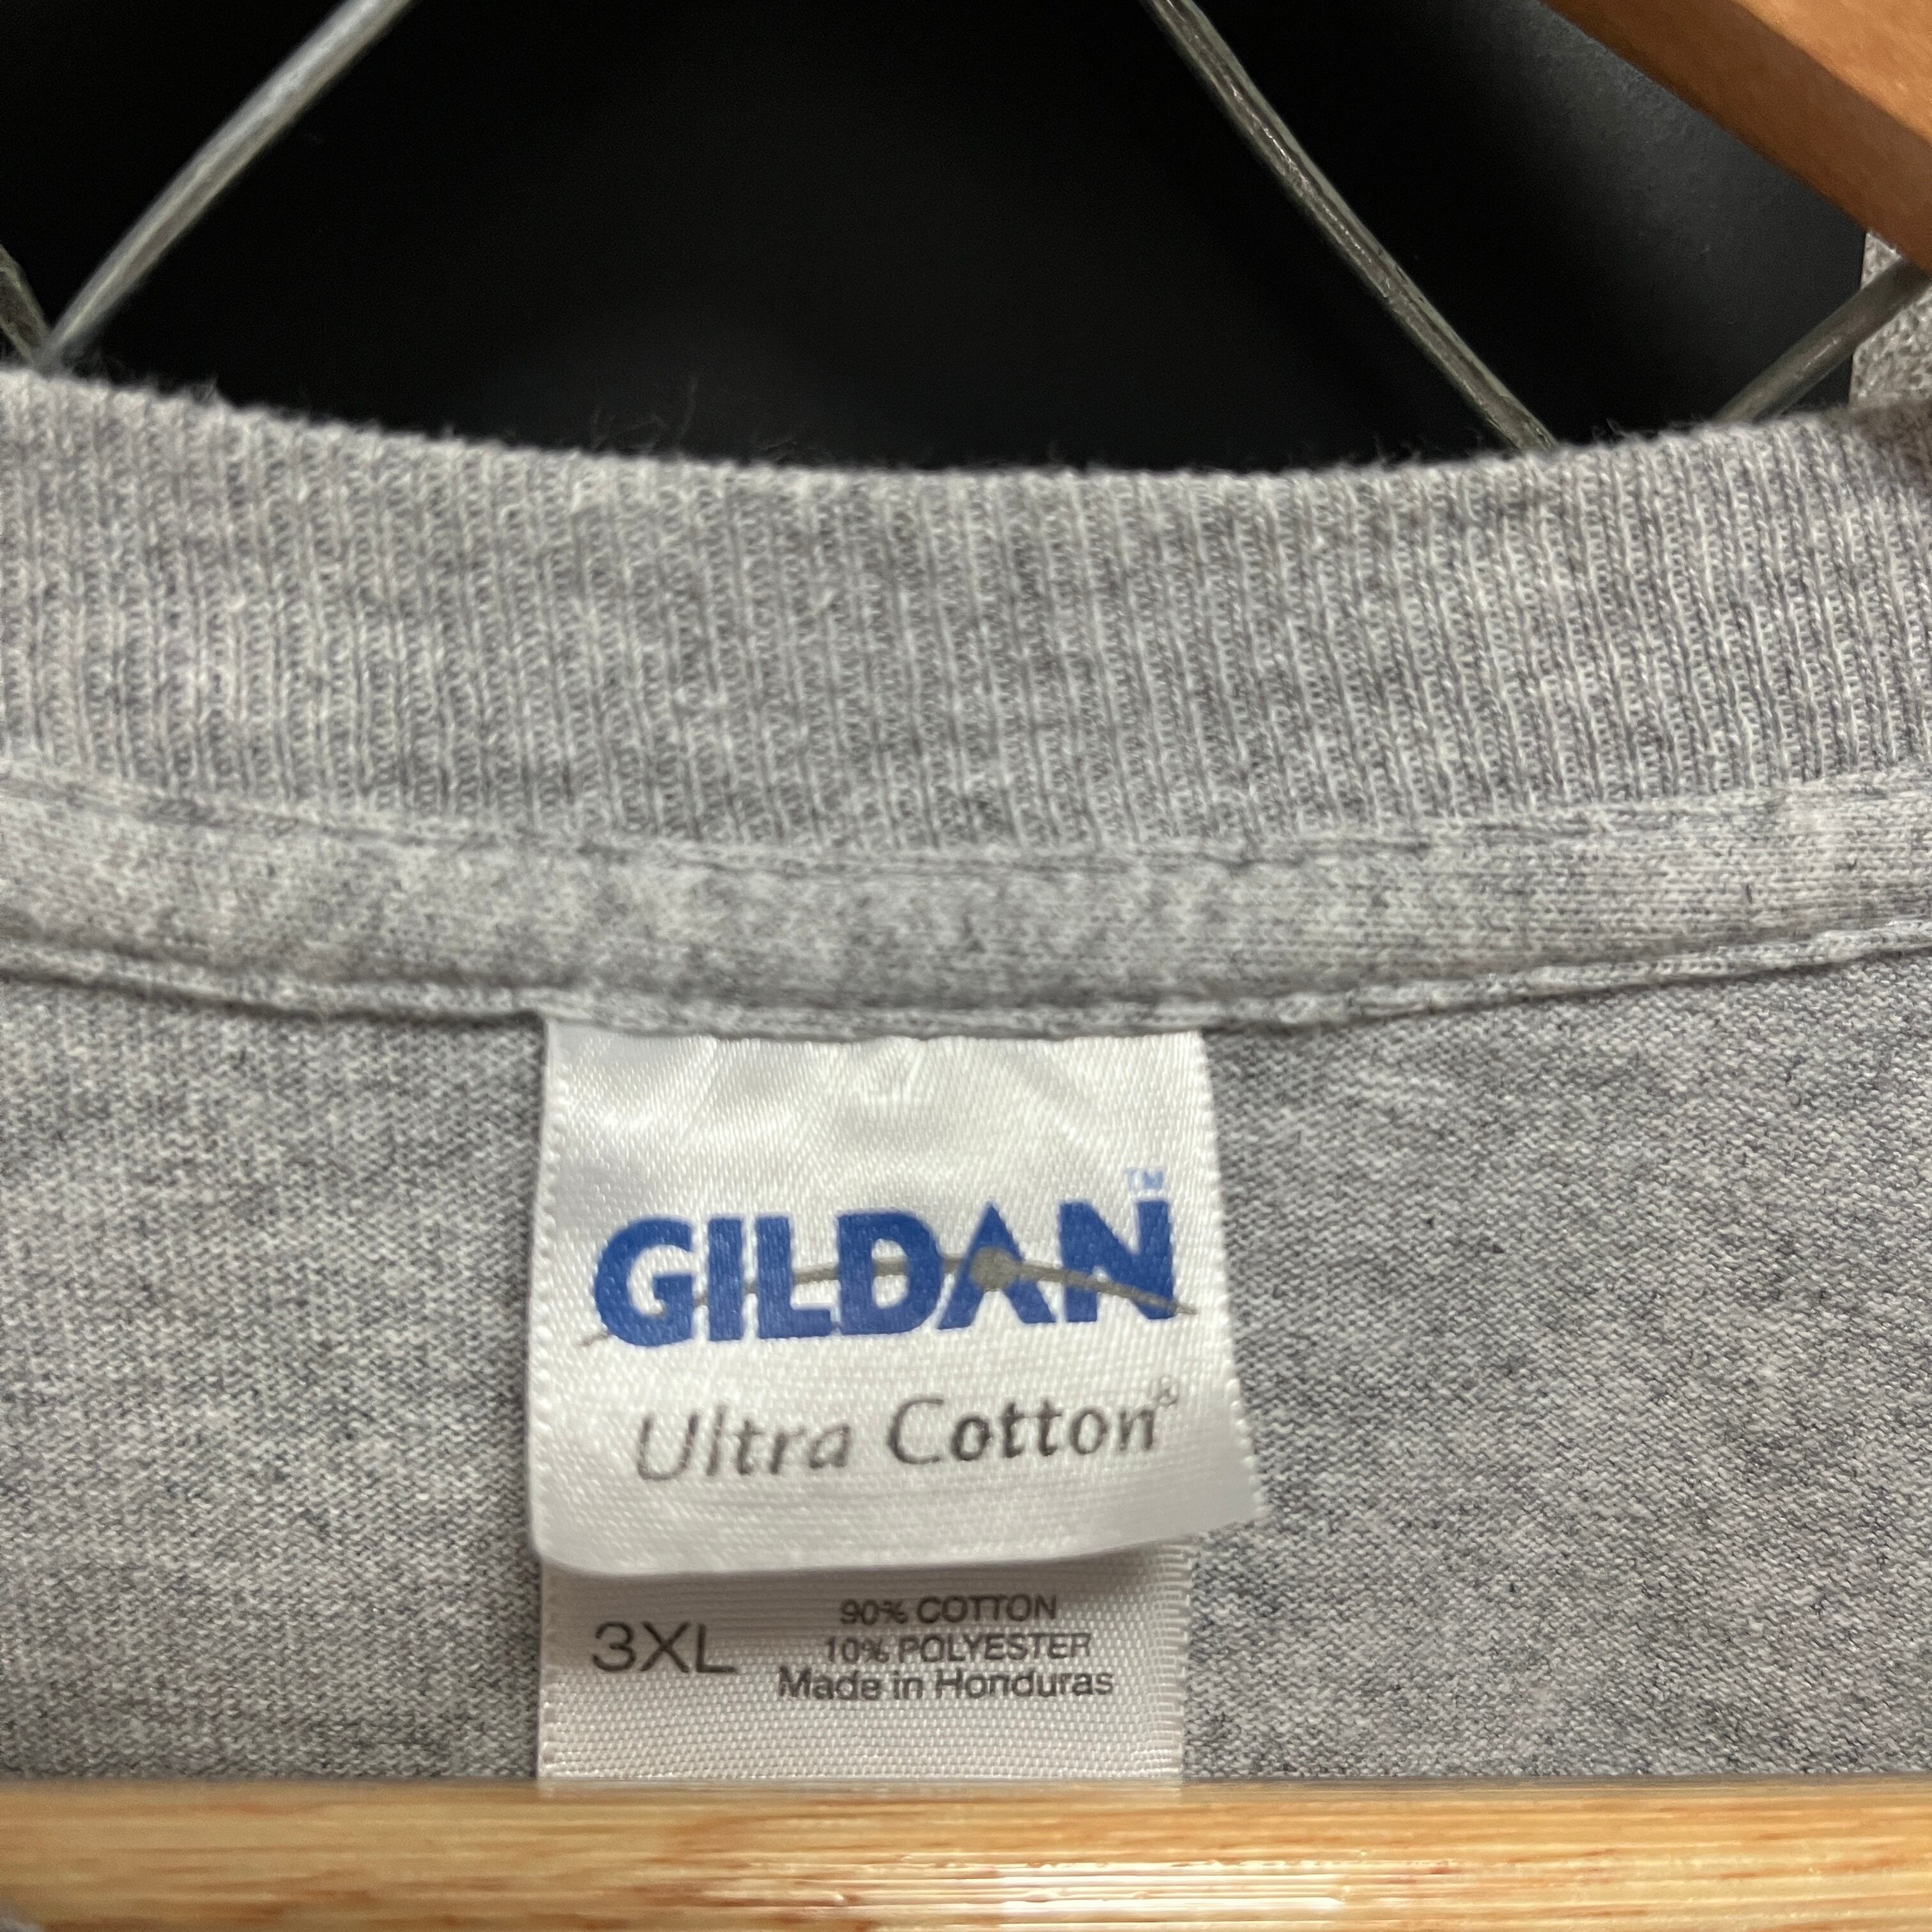 GILDAN™
Ultra Cotton®
3XL
90% COTTON
10% POLYESTER
Made in Honduras